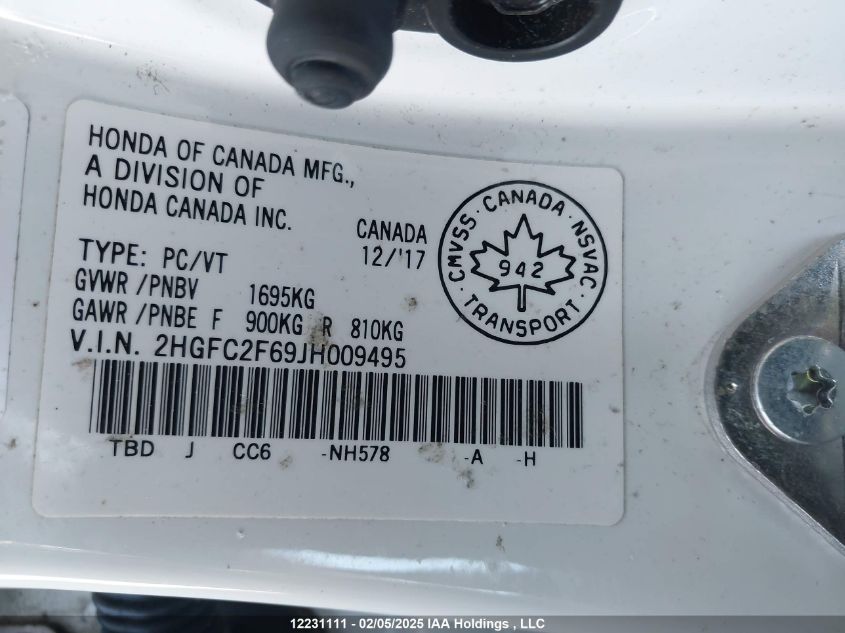 HONDA OF CANADA MFG.,
A DIVISION OF
HONDA CANADA INC.
CANADA
12/'17
TYPE: PC/VT
GVWR /PNBV 1695KG
GAWR /PNBE F 900KG R 810KG
V.I.N. 2HGFC2F69JH009495
TBD J CC6 -NH578 -A -H
CMVSS · CANADA · NSVAC · TRANSPORT ·
942
12231111 - 02/05/2025 IAA Holdings , LLC